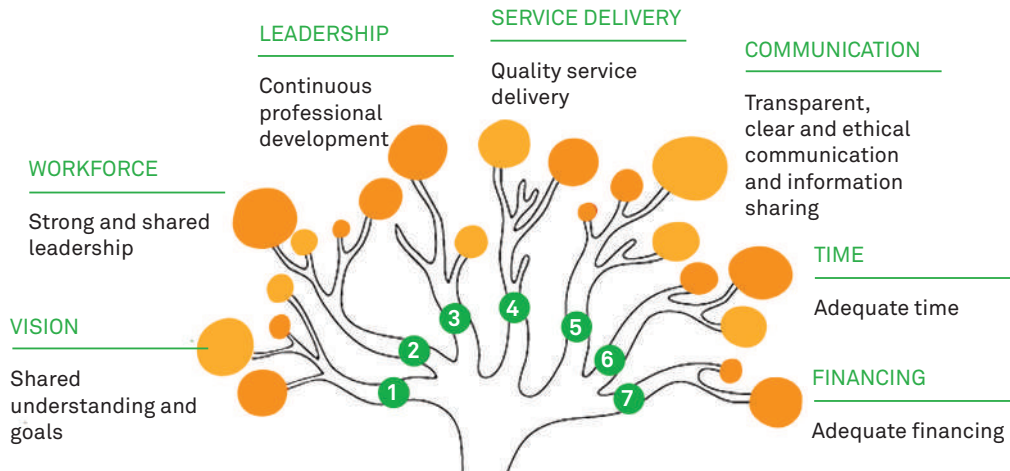 LEADERSHIP
Continuous
professional
development
SERVICE DELIVERY
Quality service
delivery
COMMUNICATION
Transparent,
clear and ethical
communication
and information
sharing
WORKFORCE
Strong and shared
leadership
TIME
Adequate time
VISION
Shared
understanding and
goals
FINANCING
Adequate financing
1
2
3
4
5
6
7